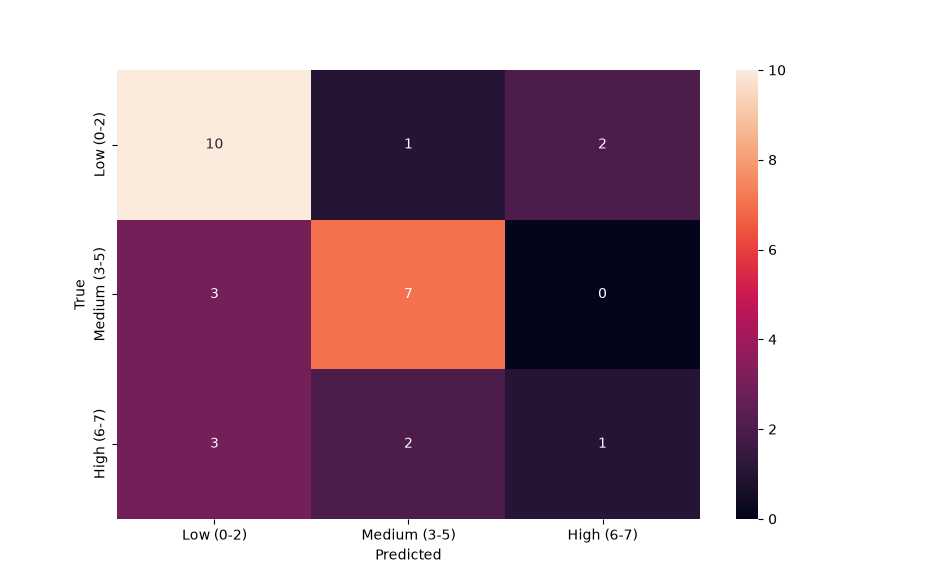 10
Low (0-2)
10
1
2
8
True
Medium (3-5)
6
3
7
0
4
High (6-7)
3
2
1
2
0
Low (0-2)
Medium (3-5)
High (6-7)
Predicted